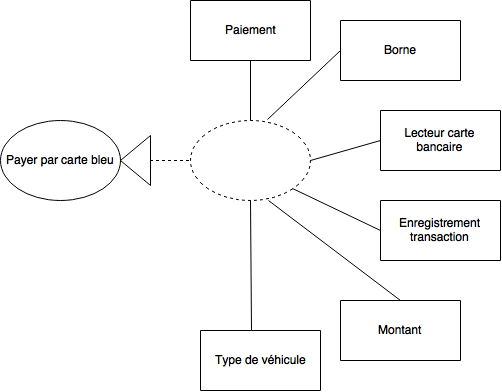 Paiement
Borne
Lecteur carte
bancaire
Payer par carte bleu
Enregistrement
transaction
Montant
Type de véhicule